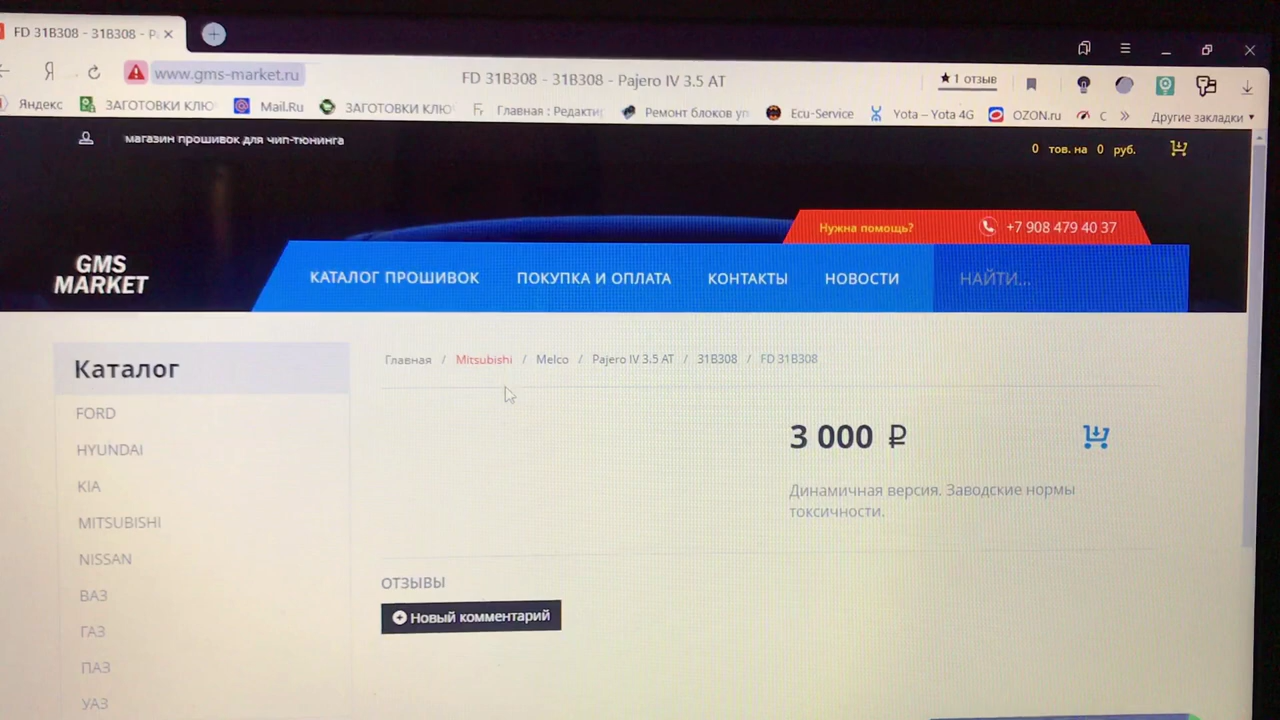 FD 31B308 - 31B308 - P
Я www.gms-market.ru FD 31B308 - 31B308 - Pajero IV 3.5 AT ★ 1 отзыв
Яндекс ЗАГОТОВКИ КЛЮ Mail.Ru ЗАГОТОВКИ КЛЮ Главная : Редакти Ремонт блоков уп Ecu-Service Yota – Yota 4G OZON.ru С » Другие закладки
магазин прошивок для чип-тюнинга
0 тов. на 0 руб.
Нужна помощь? +7 908 479 40 37
GMS
MARKET
КАТАЛОГ ПРОШИВОК ПОКУПКА И ОПЛАТА КОНТАКТЫ НОВОСТИ НАЙТИ...
Каталог
FORD
HYUNDAI
KIA
MITSUBISHI
NISSAN
ВАЗ
ГАЗ
ПАЗ
УАЗ
Главная / Mitsubishi / Melco / Pajero IV 3.5 AT / 31B308 / FD 31B308
3 000 ₽
Динамичная версия. Заводские нормы
токсичности.
ОТЗЫВЫ
Новый комментарий